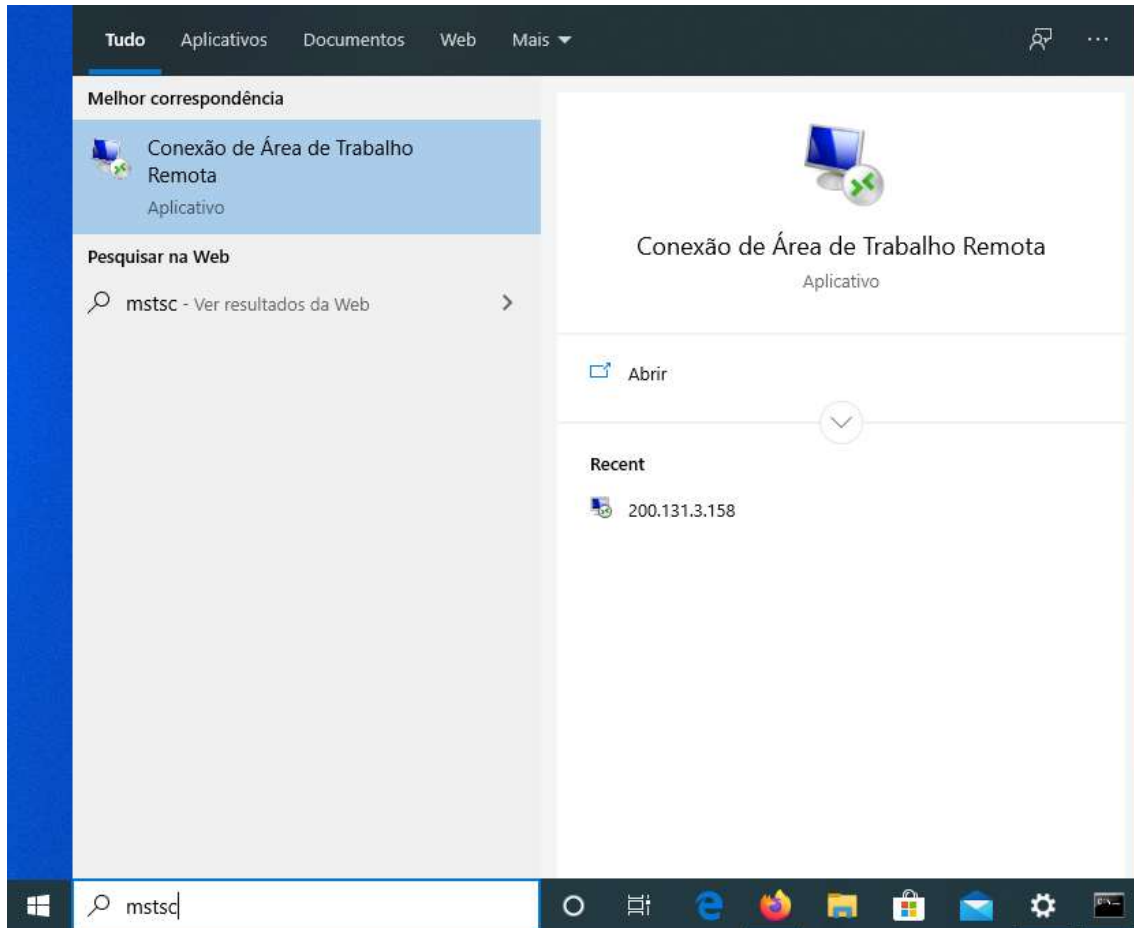 Tudo Aplicativos Documentos Web Mais
Melhor correspondência
Conexão de Área de Trabalho
Remota
Aplicativo
Pesquisar na Web
mstsc - Ver resultados da Web
Conexão de Área de Trabalho Remota
Aplicativo
Abrir
Recent
200.131.3.158
mstsc